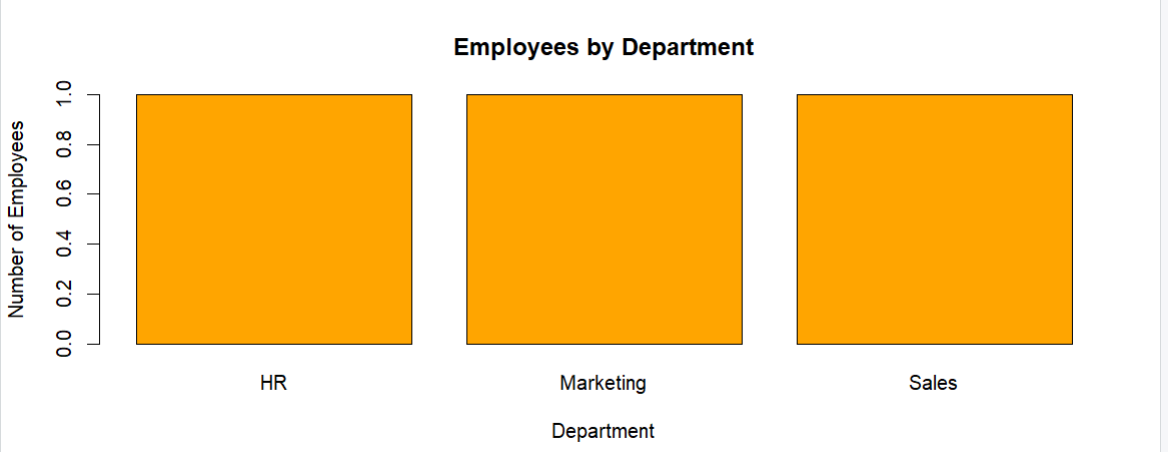 Employees by Department
Number of Employees
1.0
0.8
0.6
0.4
0.2
0.0
HR
Marketing
Sales
Department